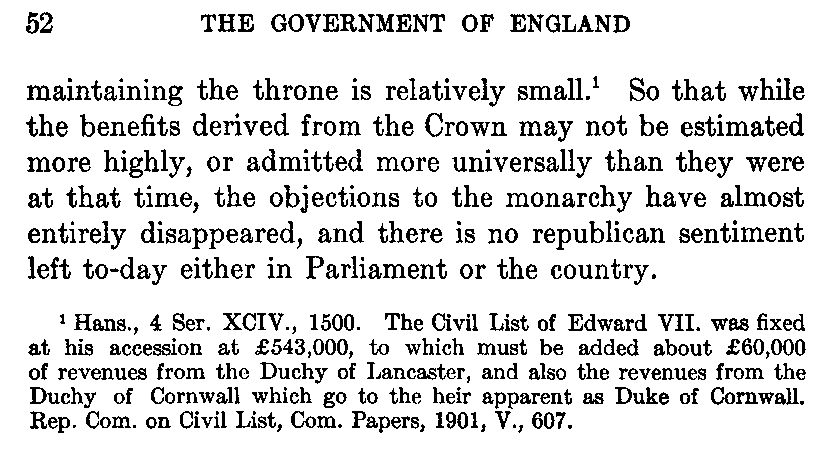 52 THE GOVERNMENT OF ENGLAND
maintaining the throne is relatively small.¹ So that while
the benefits derived from the Crown may not be estimated
more highly, or admitted more universally than they were
at that time, the objections to the monarchy have almost
entirely disappeared, and there is no republican sentiment
left to-day either in Parliament or the country.
¹ Hans., 4 Ser. XCIV., 1500. The Civil List of Edward VII. was fixed
at his accession at £543,000, to which must be added about £60,000
of revenues from the Duchy of Lancaster, and also the revenues from the
Duchy of Cornwall which go to the heir apparent as Duke of Cornwall.
Rep. Com. on Civil List, Com. Papers, 1901, V., 607.